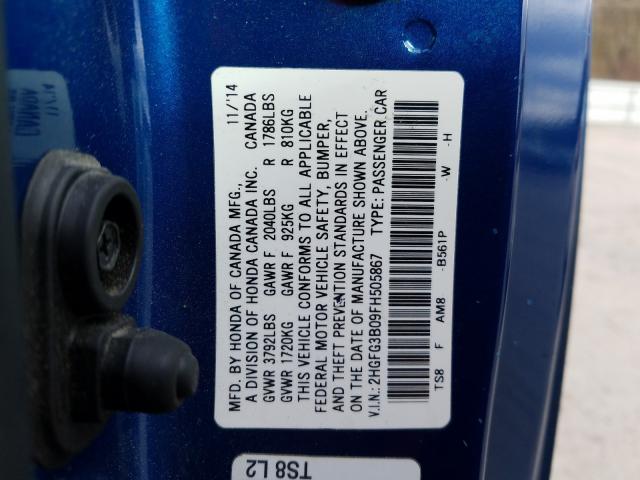 MFD. BY HONDA OF CANADA MFG., 11/'14
A DIVISION OF HONDA CANADA INC. CANADA
GVWR 3792LBS GAWR F 2040LBS R 1786LBS
GVWR 1720KG GAWR F 925KG R 810KG
THIS VEHICLE CONFORMS TO ALL APPLICABLE
FEDERAL MOTOR VEHICLE SAFETY, BUMPER,
AND THEFT PREVENTION STANDARDS IN EFFECT
ON THE DATE OF MANUFACTURE SHOWN ABOVE.
V.I.N.: 2HGFG3B09FH505867 TYPE: PASSENGER CAR
TS8 F AM8 -B561P -W -H
TS8 L2